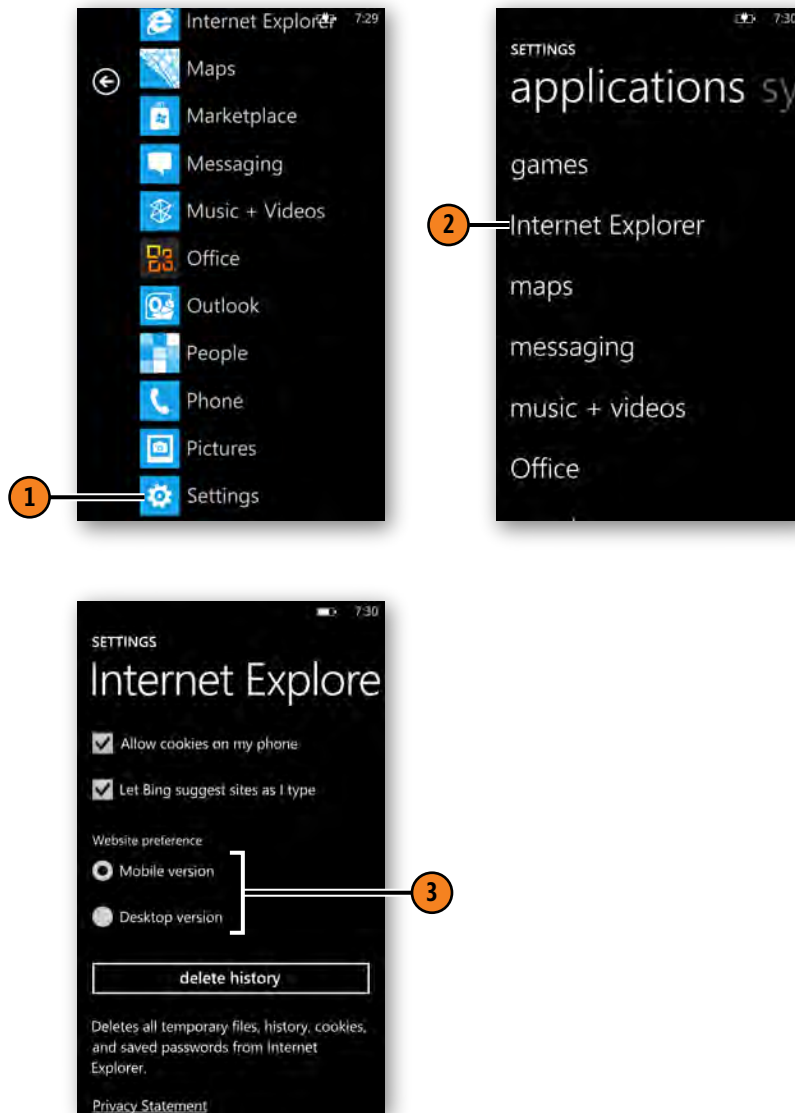 Internet Explorer 7:29
Maps
Marketplace
Messaging
Music + Videos
Office
Outlook
People
Phone
Pictures
1 Settings
7:30
SETTINGS
applications sy
games
2 Internet Explorer
maps
messaging
music + videos
Office
7:30
SETTINGS
Internet Explore
Allow cookies on my phone
Let Bing suggest sites as I type
Website preference
Mobile version
3
Desktop version
delete history
Deletes all temporary files, history, cookies,
and saved passwords from Internet
Explorer.
Privacy Statement